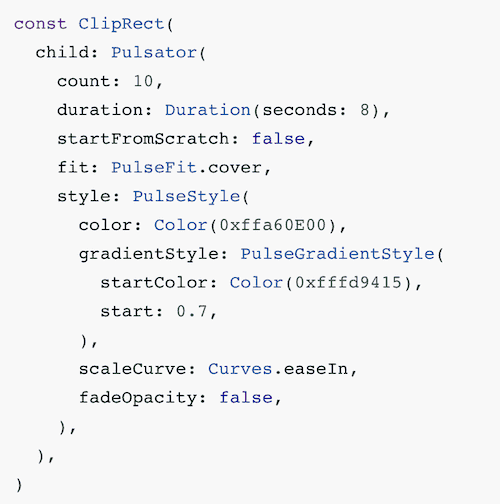 const ClipRect(
  child: Pulsator(
    count: 10,
    duration: Duration(seconds: 8),
    startFromScratch: false,
    fit: PulseFit.cover,
    style: PulseStyle(
      color: Color(0xffa60E00),
      gradientStyle: PulseGradientStyle(
        startColor: Color(0xfffd9415),
        start: 0.7,
      ),
      scaleCurve: Curves.easeIn,
      fadeOpacity: false,
    ),
  ),
)